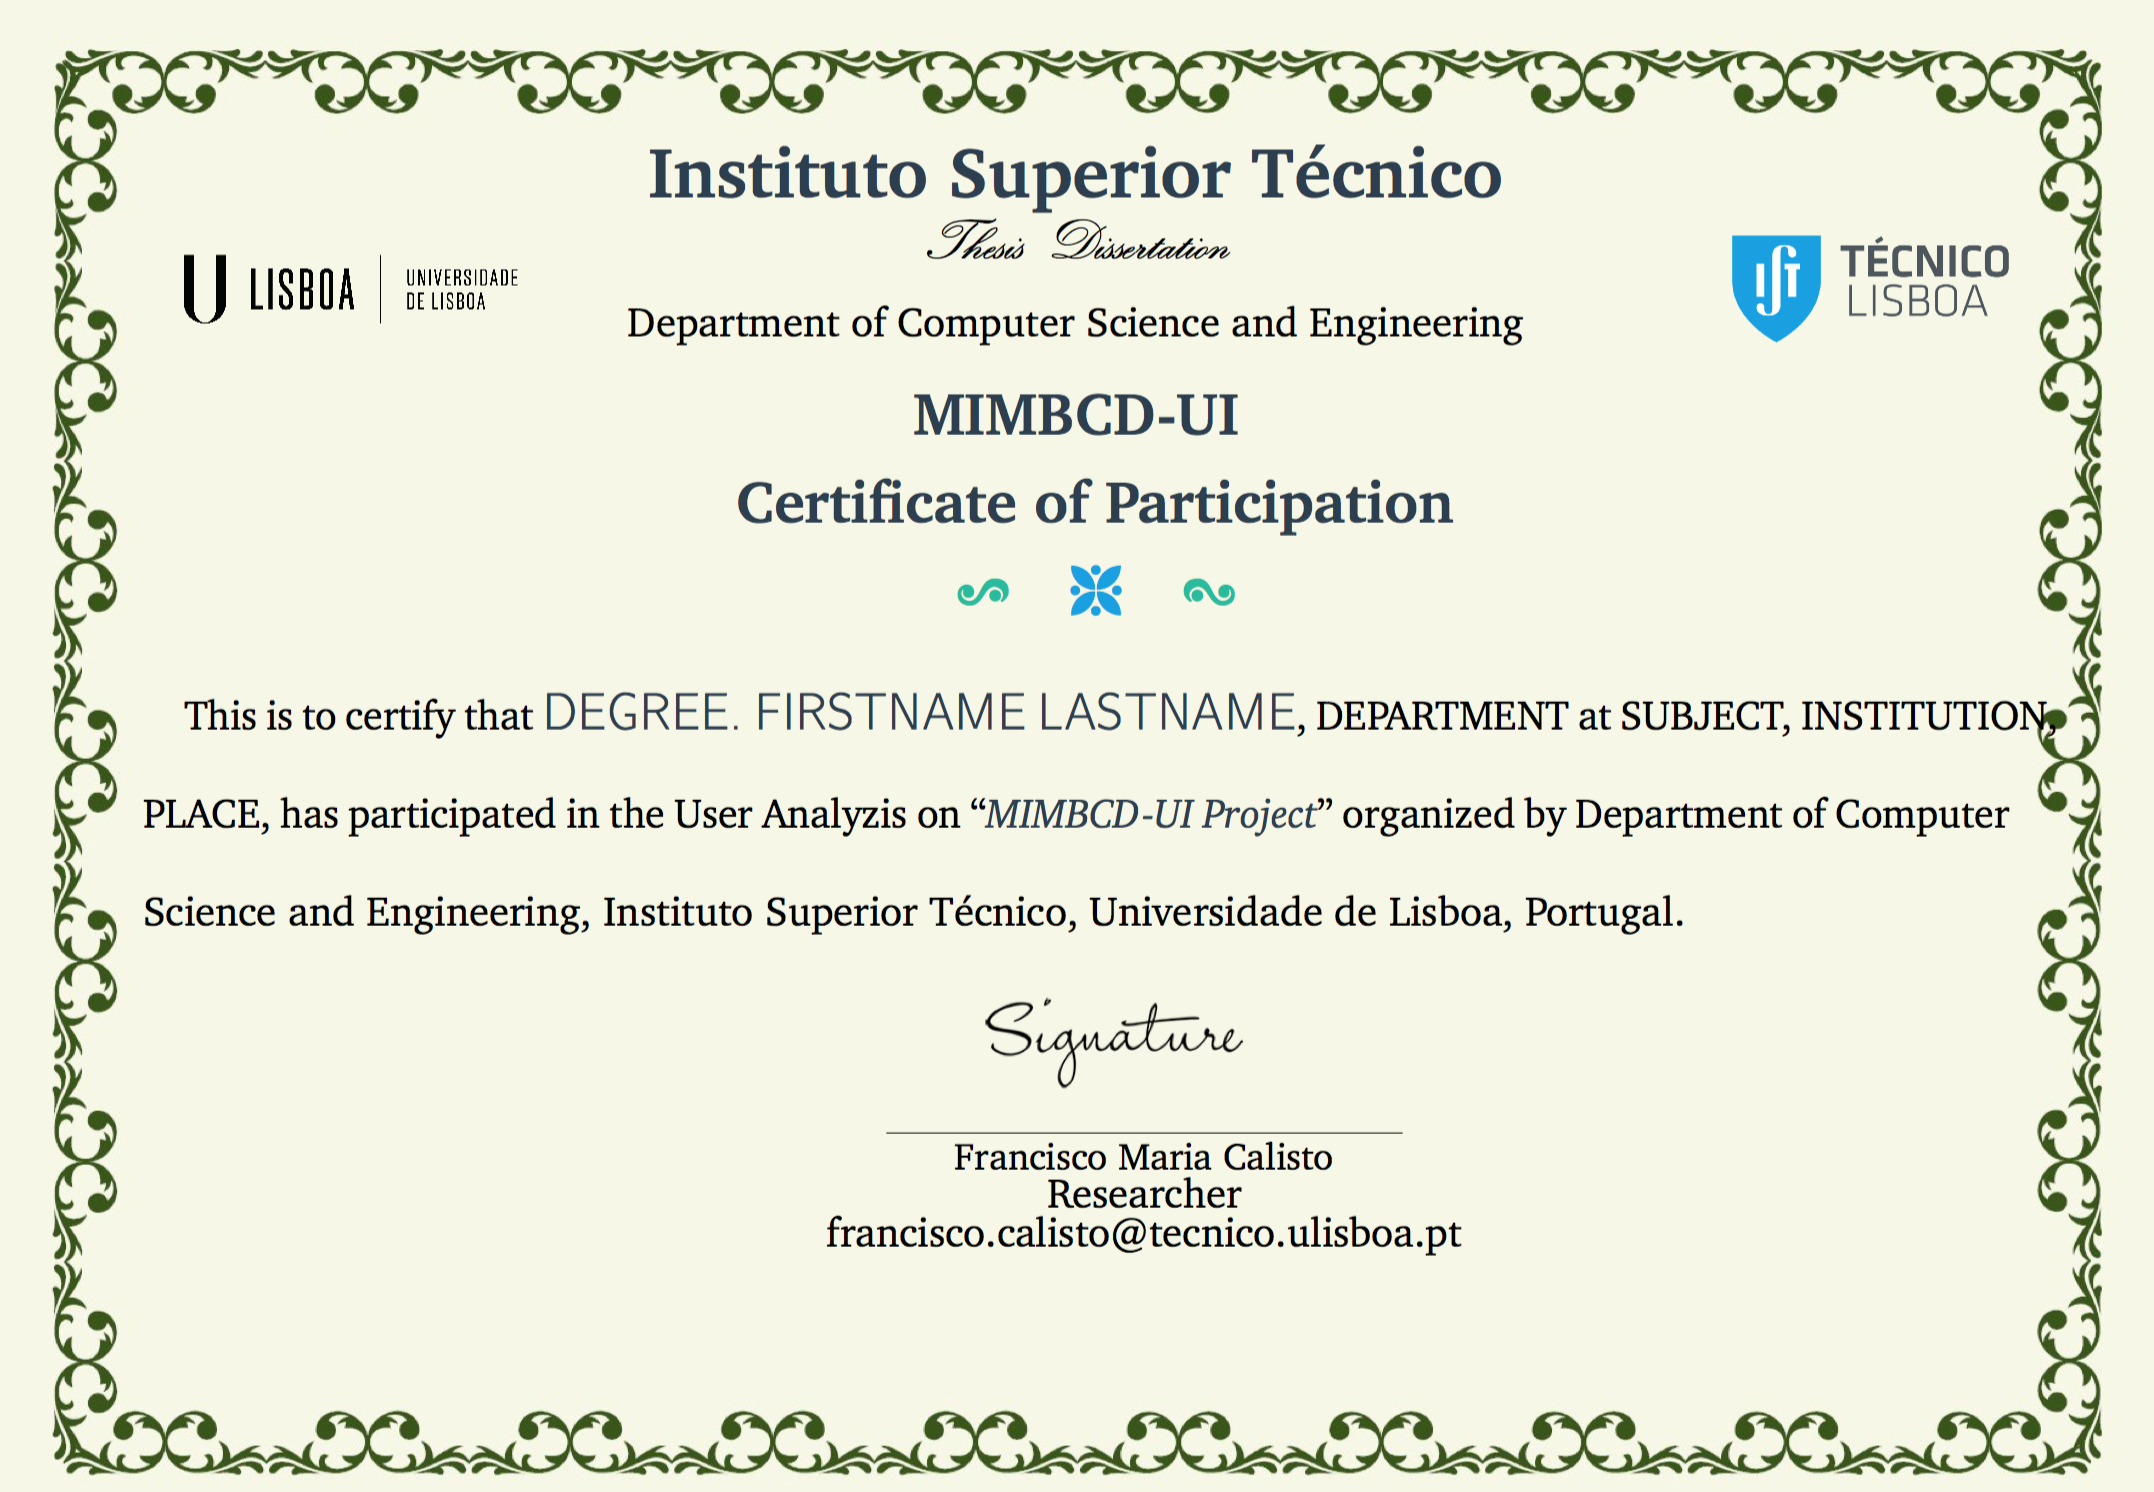 Instituto Superior Técnico
Thesis Dissertation
U LISBOA | UNIVERSIDADE
DE LISBOA
TÉCNICO
LISBOA
Department of Computer Science and Engineering
MIMBCD-UI
Certificate of Participation
This is to certify that DEGREE. FIRSTNAME LASTNAME, DEPARTMENT at SUBJECT, INSTITUTION,
PLACE, has participated in the User Analyzis on “MIMBCD-UI Project” organized by Department of Computer
Science and Engineering, Instituto Superior Técnico, Universidade de Lisboa, Portugal.
Signature
Francisco Maria Calisto
Researcher
francisco.calisto@tecnico.ulisboa.pt